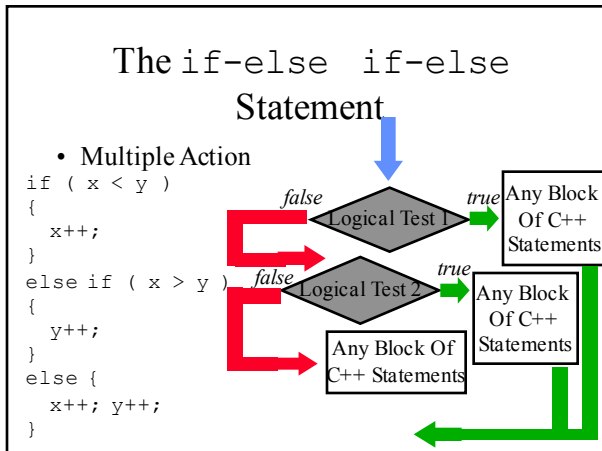 The if-else if-else
Statement
• Multiple Action
if ( x < y )
{
x++;
}
else if ( x > y )
{
y++;
}
else {
x++; y++;
}
false
Logical Test 1
true
Any Block
Of C++
Statements
false
Logical Test 2
true
Any Block
Of C++
Statements
Any Block Of
C++ Statements